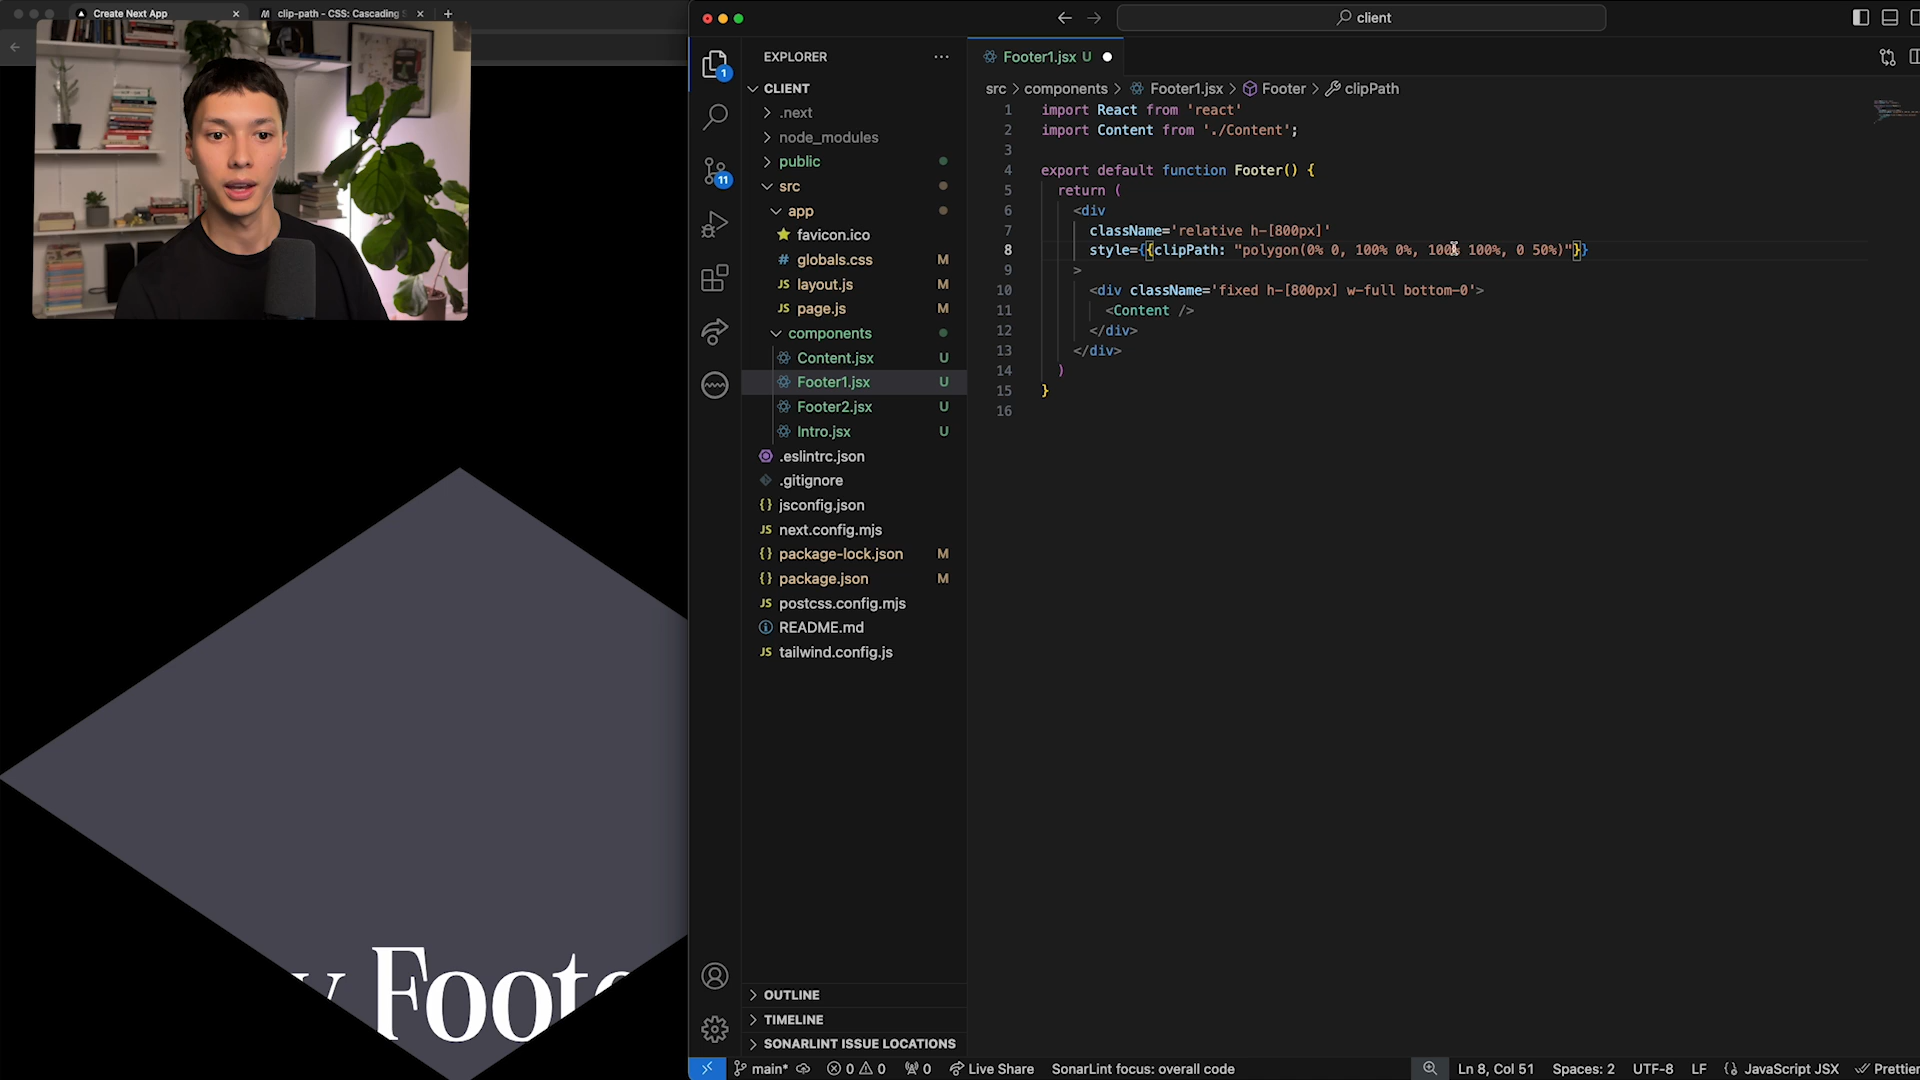 Create Next App
clip-path - CSS: Cascading S
client
EXPLORER
CLIENT
.next
node_modules
public
src
app
favicon.ico
globals.css M
layout.js M
page.js M
components
Content.jsx U
Footer1.jsx U
Footer2.jsx U
Intro.jsx U
.eslintrc.json
.gitignore
jsconfig.json
next.config.mjs
package-lock.json M
package.json M
postcss.config.mjs
README.md
tailwind.config.js
OUTLINE
TIMELINE
SONARLINT ISSUE LOCATIONS
1
11
Footer1.jsx U
src > components > Footer1.jsx > Footer > clipPath
1 import React from 'react'
2 import Content from './Content';
3
4 export default function Footer() {
5 return (
6 <div
7 className='relative h-[800px]'
8 style={{clipPath: "polygon(0% 0, 100% 0%, 100% 100%, 0 50%)"}}
9 >
10 <div className='fixed h-[800px] w-full bottom-0'>
11 <Content />
12 </div>
13 </div>
14 )
15 }
16
y Foote
main* 0 0 0 Live Share SonarLint focus: overall code Ln 8, Col 51 Spaces: 2 UTF-8 LF JavaScript JSX Prettier